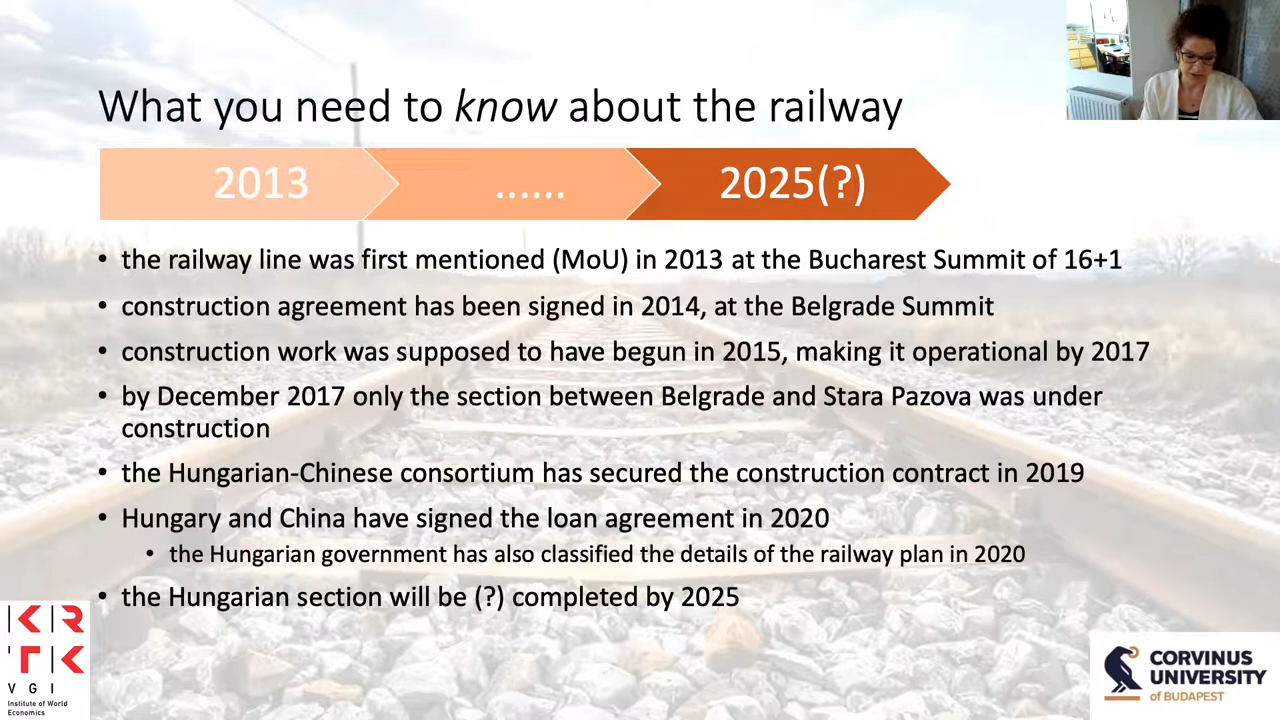 What you need to know about the railway
2013
......
2025(?)
• the railway line was first mentioned (MoU) in 2013 at the Bucharest Summit of 16+1
• construction agreement has been signed in 2014, at the Belgrade Summit
• construction work was supposed to have begun in 2015, making it operational by 2017
• by December 2017 only the section between Belgrade and Stara Pazova was under
construction
• the Hungarian-Chinese consortium has secured the construction contract in 2019
• Hungary and China have signed the loan agreement in 2020
• the Hungarian government has also classified the details of the railway plan in 2020
• the Hungarian section will be (?) completed by 2025
KR
TK
VGI
Institute of World
Economics
CORVINUS
UNIVERSITY
of BUDAPEST